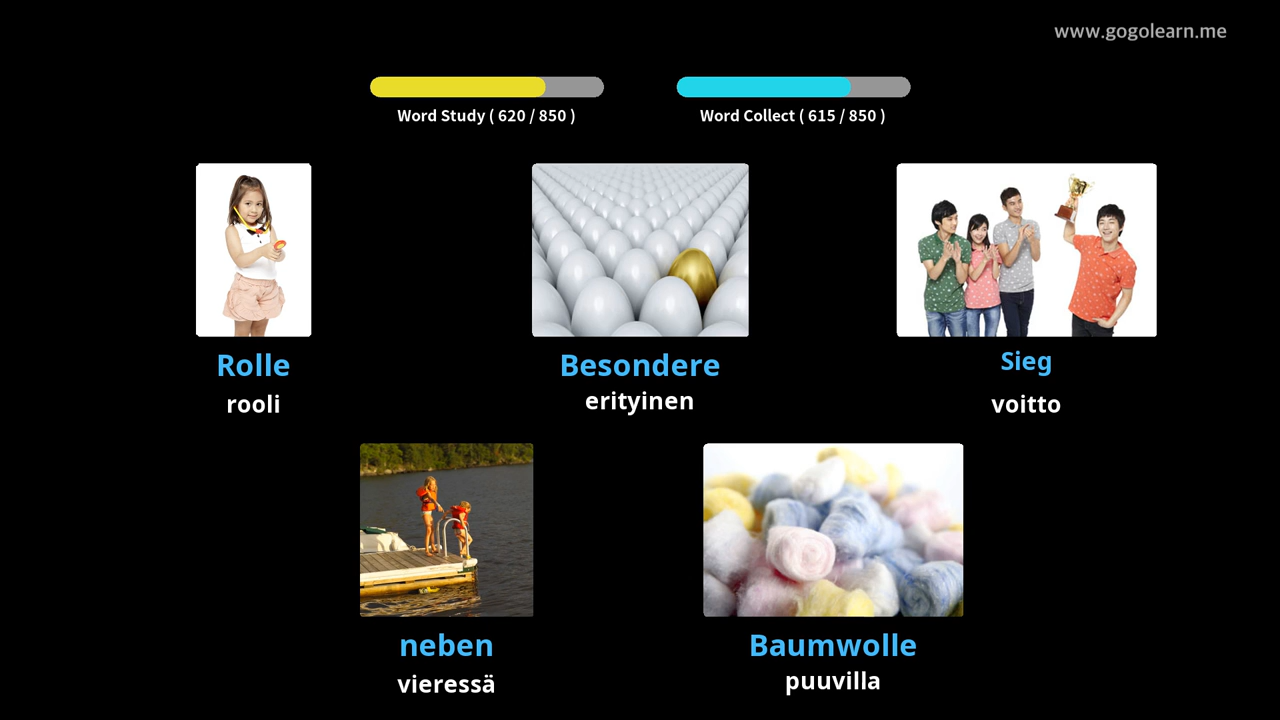 www.gogolearn.me
Word Study ( 620 / 850 )
Word Collect ( 615 / 850 )
Rolle
rooli
Besondere
erityinen
Sieg
voitto
neben
vieressä
Baumwolle
puuvilla